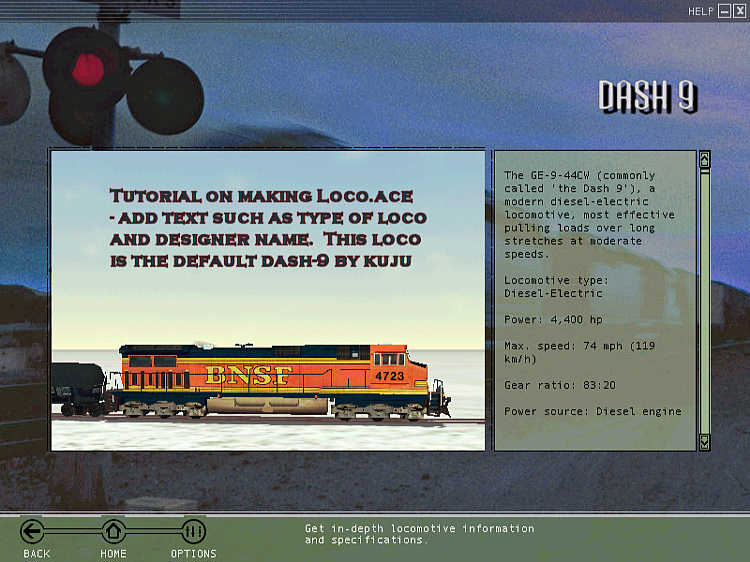 HELP
DASH 9
Tutorial on making Loco.ace
- add text such as type of loco
and designer name. This loco
is the default dash-9 by kuju
BNSF
4723
The GE-9-44CW (commonly
called 'the Dash 9'), a
modern diesel-electric
locomotive, most effective
pulling loads over long
stretches at moderate
speeds.
Locomotive type:
Diesel-Electric
Power: 4,400 hp
Max. speed: 74 mph (119
km/h)
Gear ratio: 83:20
Power source: Diesel engine
Get in-depth locomotive information
and specifications.
BACK
HOME
OPTIONS